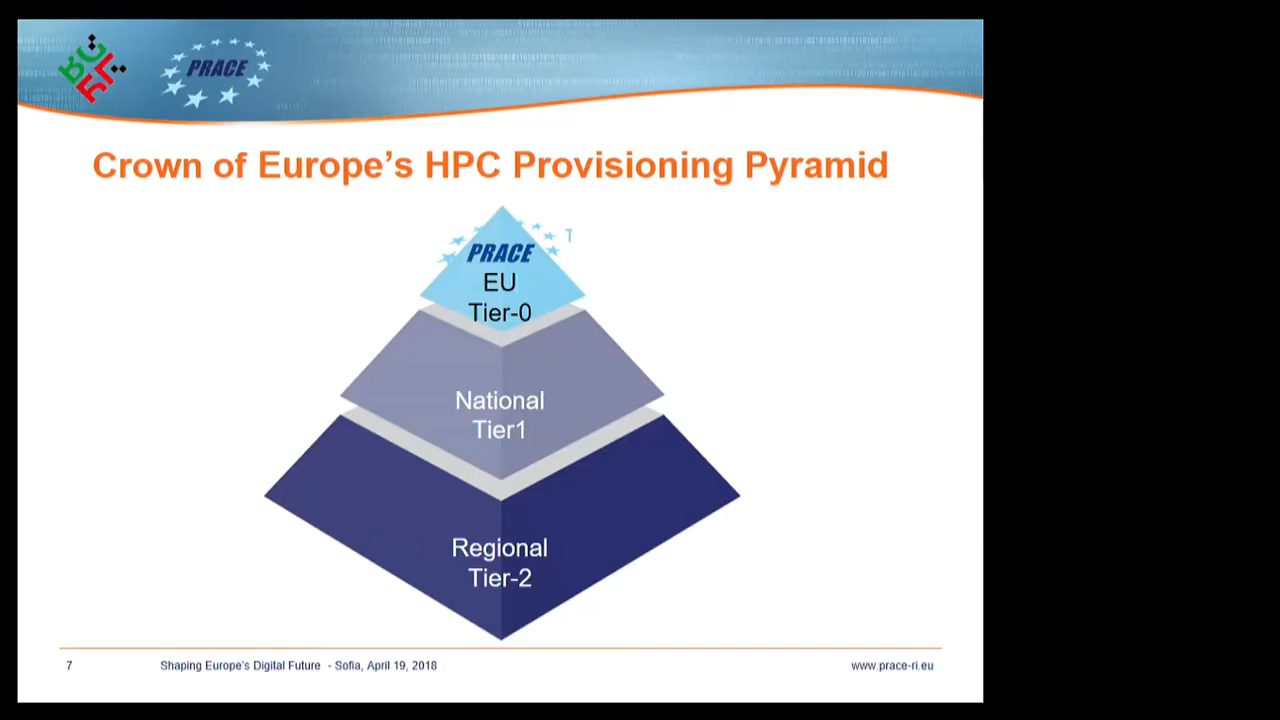 PRACE
Crown of Europe's HPC Provisioning Pyramid
PRACE
EU
Tier-0
National
Tier1
Regional
Tier-2
7 Shaping Europe's Digital Future - Sofia, April 19, 2018 www.prace-ri.eu